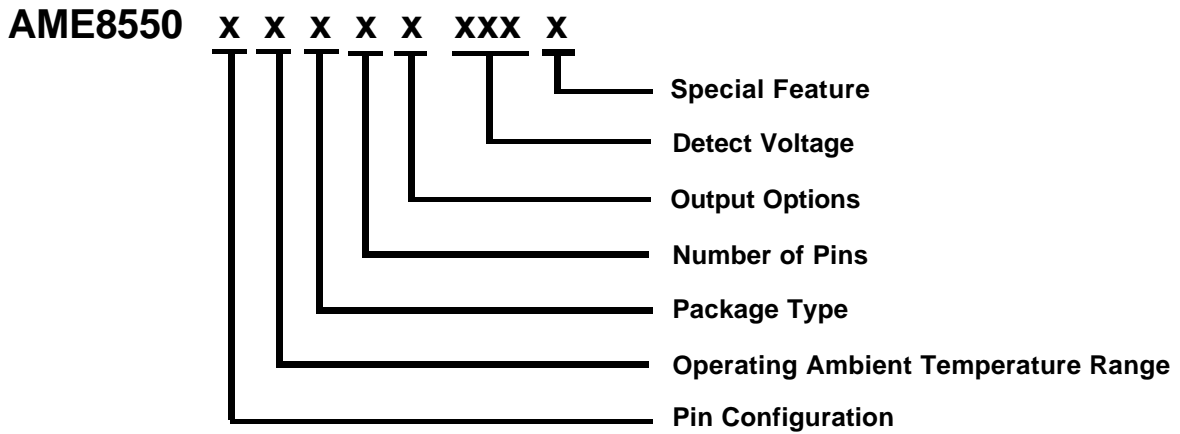 AME8550 x x x x x xxx x
Special Feature
Detect Voltage
Output Options
Number of Pins
Package Type
Operating Ambient Temperature Range
Pin Configuration